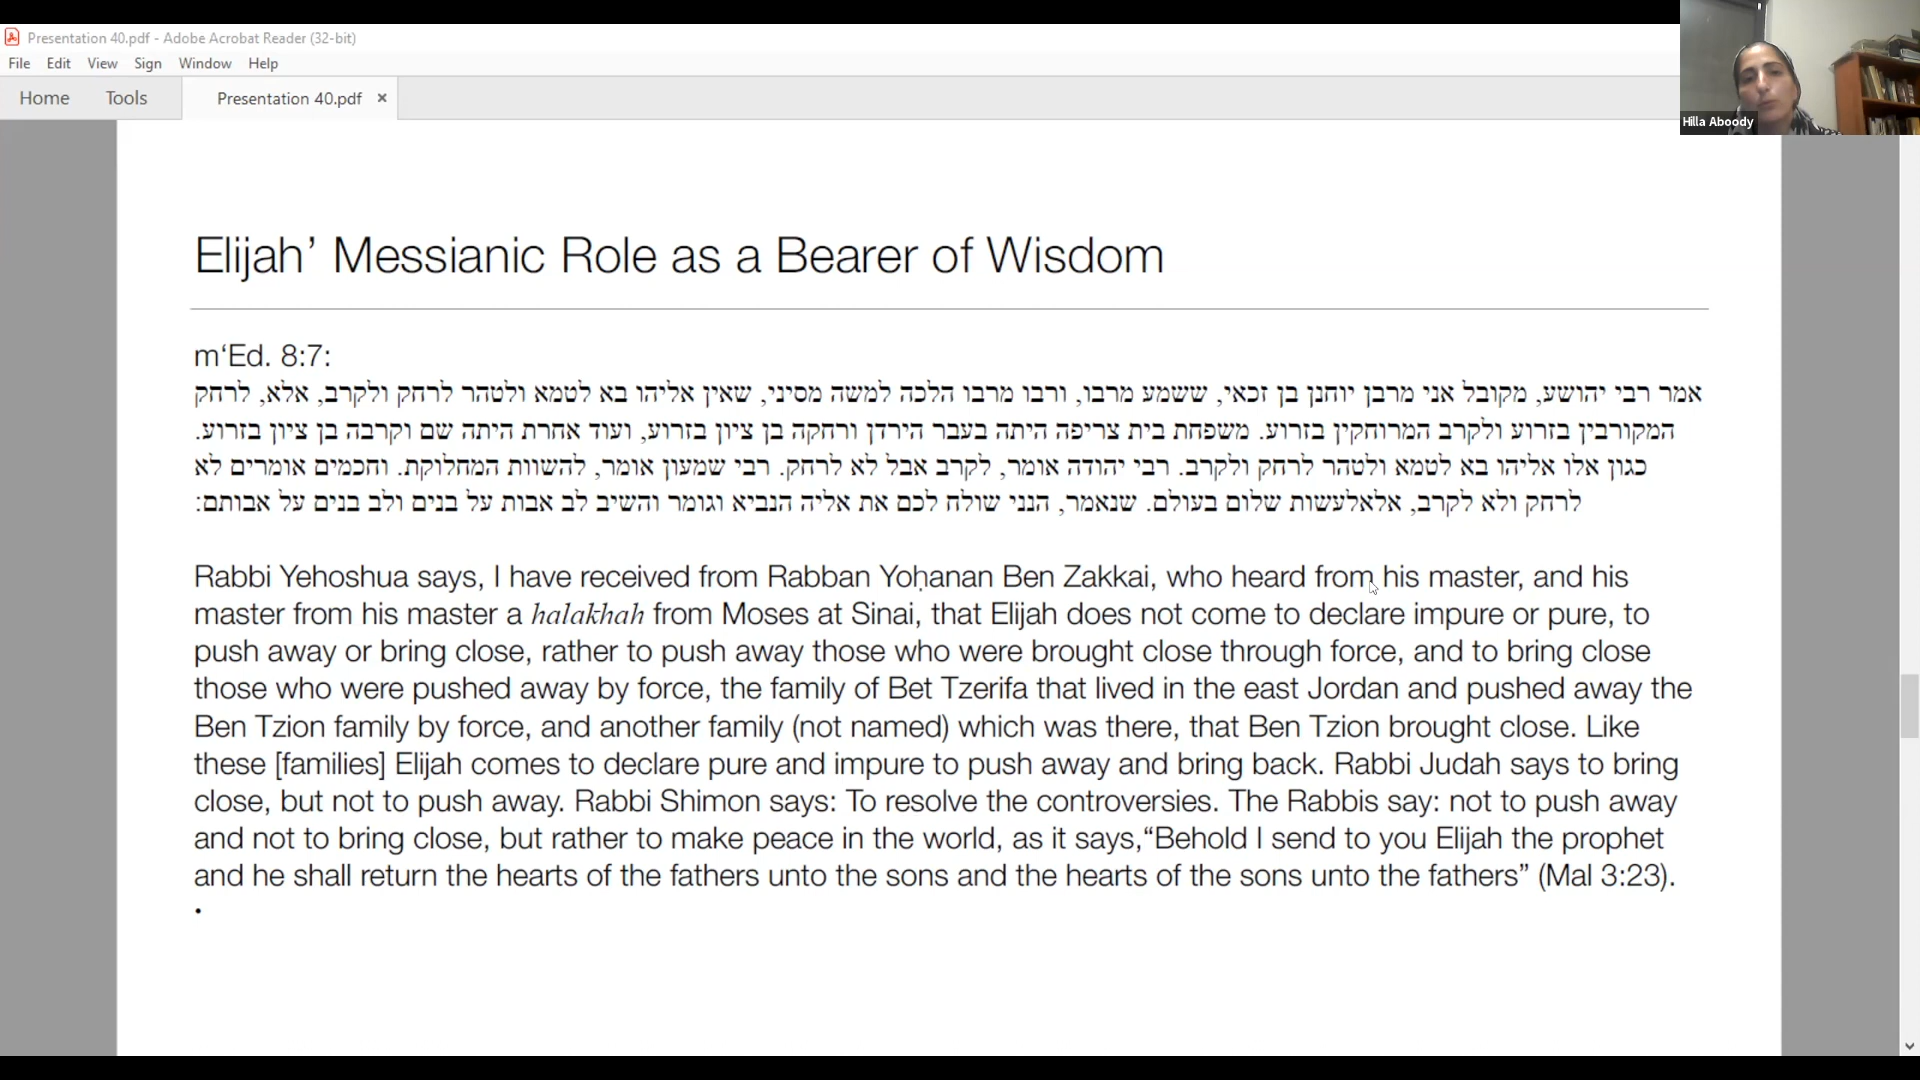 Presentation 40.pdf - Adobe Acrobat Reader (32-bit)
File Edit View Sign Window Help
Home Tools Presentation 40.pdf ×
Hilla Aboody
Elijah’ Messianic Role as a Bearer of Wisdom
m‘Ed. 8:7:
אמר רבי יהושע, מקובל אני מרבן יוחנן בן זכאי, ששמע מרבו, ורבו מרבו הלכה למשה מסיני, שאין אליהו בא לטמא ולטהר לרחק ולקרב, אלא, לרחק
המקורבין בזרוע ולקרב המרוחקין בזרוע. משפחת בית צריפה היתה בעבר הירדן ורחקה בן ציון בזרוע, ועוד אחרת היתה שם וקרבה בן ציון בזרוע.
כגון אלו אליהו בא לטמא ולטהר לרחק ולקרב. רבי יהודה אומר, לקרב אבל לא לרחק. רבי שמעון אומר, להשוות המחלוקת. וחכמים אומרים לא
לרחק ולא לקרב, אלאלעשות שלום בעולם. שנאמר, הנני שולח לכם את אליה הנביא וגומר והשיב לב אבות על בנים ולב בנים על אבותם:
Rabbi Yehoshua says, I have received from Rabban Yoḥanan Ben Zakkai, who heard from his master, and his
master from his master a halakhah from Moses at Sinai, that Elijah does not come to declare impure or pure, to
push away or bring close, rather to push away those who were brought close through force, and to bring close
those who were pushed away by force, the family of Bet Tzerifa that lived in the east Jordan and pushed away the
Ben Tzion family by force, and another family (not named) which was there, that Ben Tzion brought close. Like
these [families] Elijah comes to declare pure and impure to push away and bring back. Rabbi Judah says to bring
close, but not to push away. Rabbi Shimon says: To resolve the controversies. The Rabbis say: not to push away
and not to bring close, but rather to make peace in the world, as it says,“Behold I send to you Elijah the prophet
and he shall return the hearts of the fathers unto the sons and the hearts of the sons unto the fathers” (Mal 3:23).
•